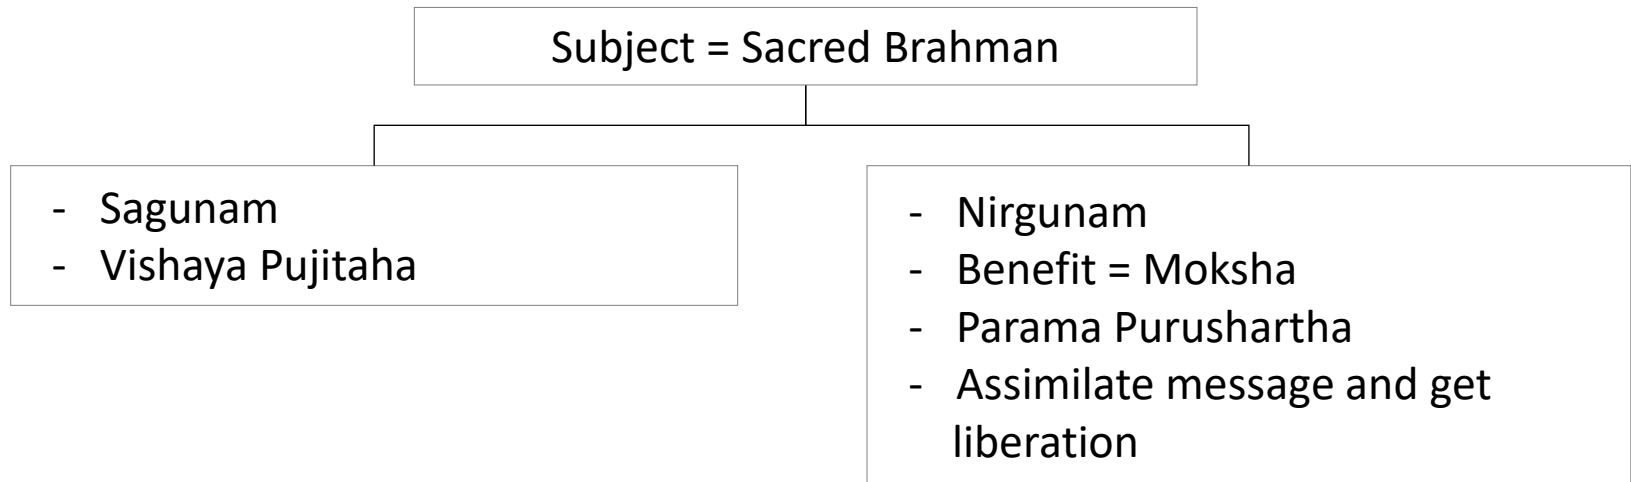 Subject = Sacred Brahman
- Sagunam
- Vishaya Pujitaha
- Nirgunam
- Benefit = Moksha
- Parama Purushartha
- Assimilate message and get
liberation